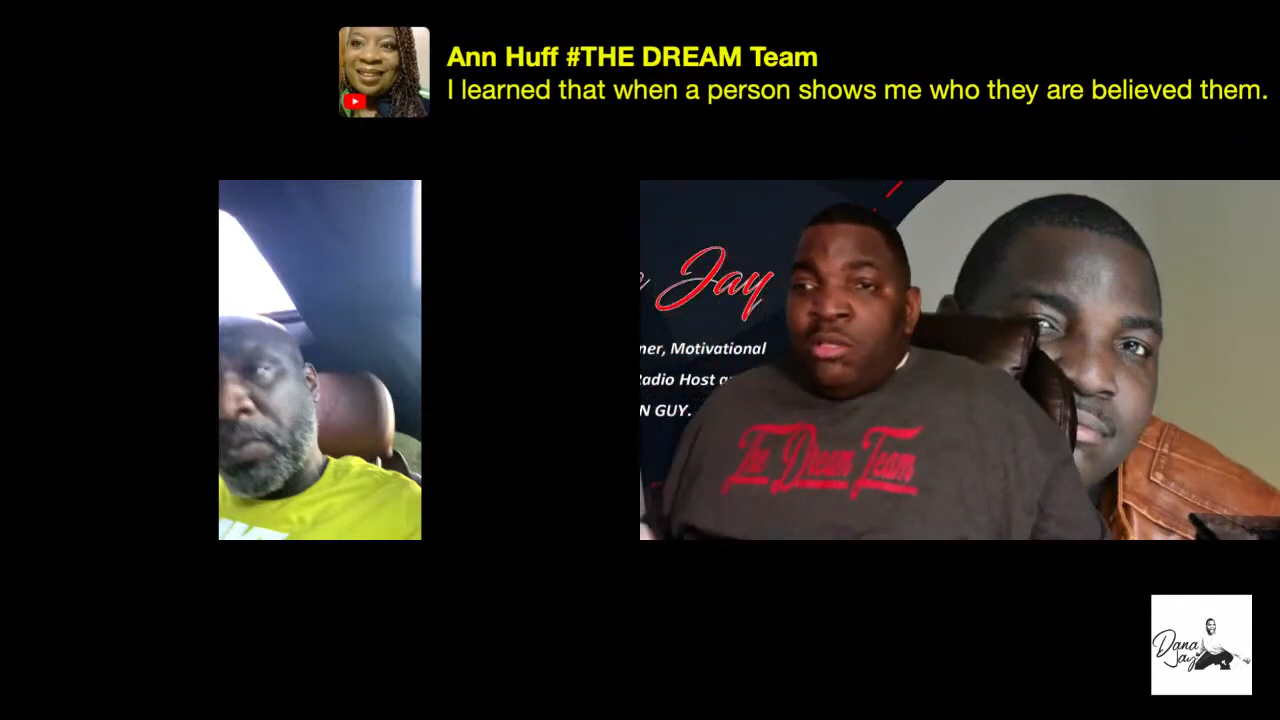 Ann Huff #THE DREAM Team
I learned that when a person shows me who they are believed them.
Jay
ner, Motivational
adio Host a
N GUY.
The Dream Team
Dana
Jay